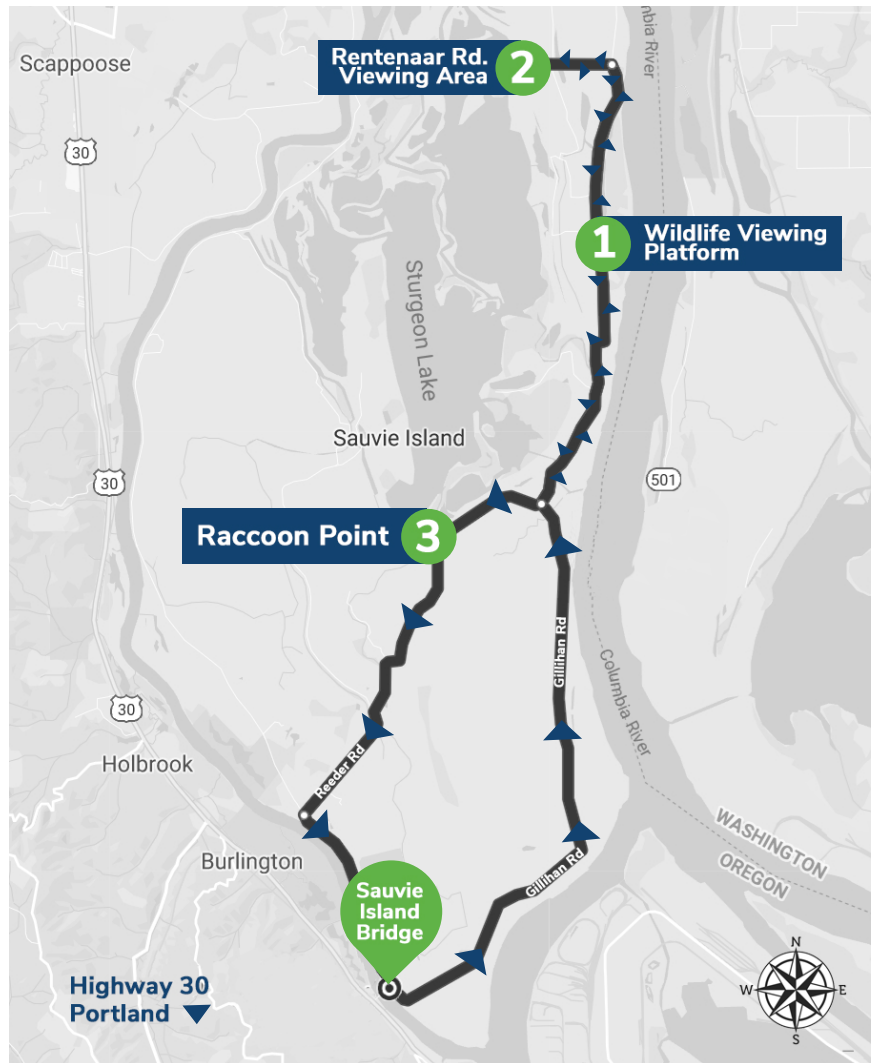 Scappoose
Rentenaar Rd.
Viewing Area
2
mbia River
30
1
Wildlife Viewing
Platform
Sturgeon Lake
Sauvie Island
30
501
Raccoon Point
3
Gillihan Rd
Columbia River
30
Holbrook
Reeder Rd
WASHINGTON
OREGON
Burlington
Gillihan Rd
Sauvie
Island
Bridge
Highway 30
Portland
N
W
E
S